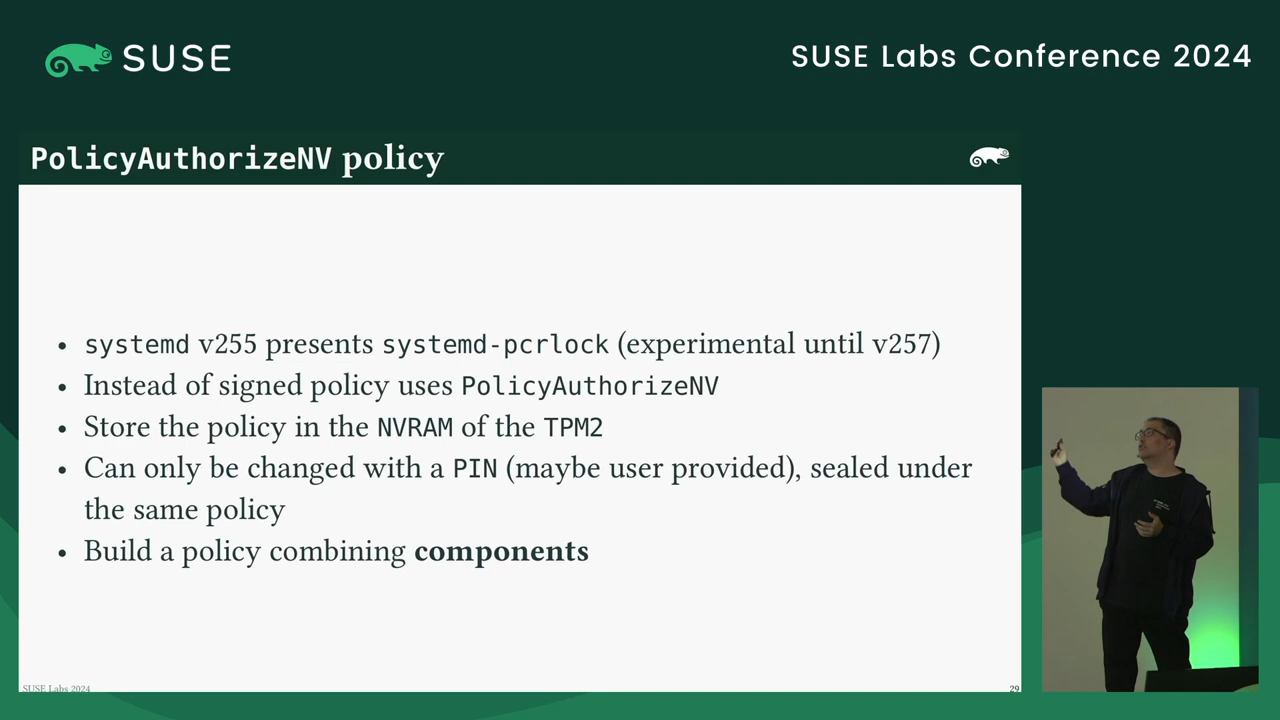 SUSE
SUSE Labs Conference 2024
PolicyAuthorizeNV policy
• systemd v255 presents systemd-pcrlock (experimental until v257)
• Instead of signed policy uses PolicyAuthorizeNV
• Store the policy in the NVRAM of the TPM2
• Can only be changed with a PIN (maybe user provided), sealed under
the same policy
• Build a policy combining components
SUSE Labs 2024
29